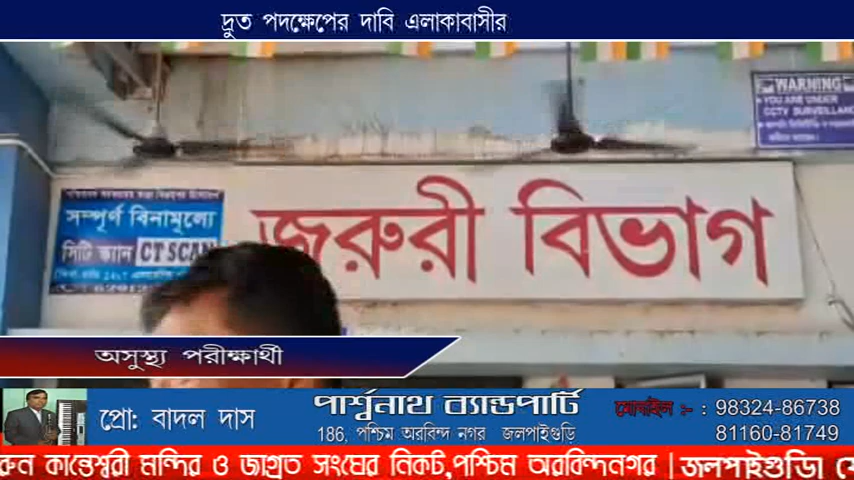 দ্রুত পদক্ষেপের দাবি এলাকাবাসীর
WARNING
YOU ARE UNDER
CCTV SURVEILLANCE
সম্পূর্ণ বিনামূল্যে
সিটি স্ক্যান CT SCAN
জরুরী বিভাগ
অসুস্থ্য পরীক্ষার্থী
প্রো: বাদল দাস
পার্শ্বনাথ ব্যান্ডপার্টি
186, পশ্চিম অরবিন্দ নগর জলপাইগুড়ি
মোবাইল :- : 98324-86738
81160-81749
রুন কান্তেশ্বরী মন্দির ও জাগ্রত সংঘের নিকট,পশ্চিম অরবিন্দনগর | জলপাইগুড়ি